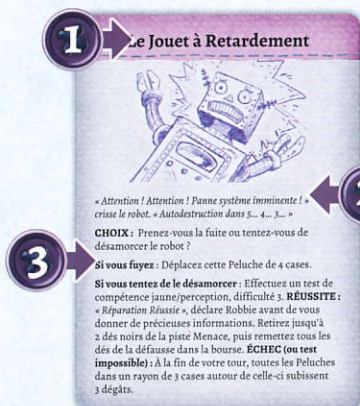 1
Le Jouet à Retardement
« Attention ! Attention ! Panne système imminente ! »
crisse le robot. « Autodestruction dans 5... 4... 3... »
CHOIX : Prenez-vous la fuite ou tentez-vous de
désamorcer le robot ?
3
Si vous fuyez : Déplacez cette Peluche de 4 cases.
Si vous tentez de le désamorcer : Effectuez un test de
compétence jaune/perception, difficulté 3. RÉUSSITE :
« Réparation Réussie », déclare Robbie avant de vous
donner de précieuses informations. Retirez jusqu'à
2 dés noirs de la piste Menace, puis remettez tous les
dés de la défausse dans la bourse. ÉCHEC (ou test
impossible) : À la fin de votre tour, toutes les Peluches
dans un rayon de 3 cases autour de celle-ci subissent
3 dégâts.